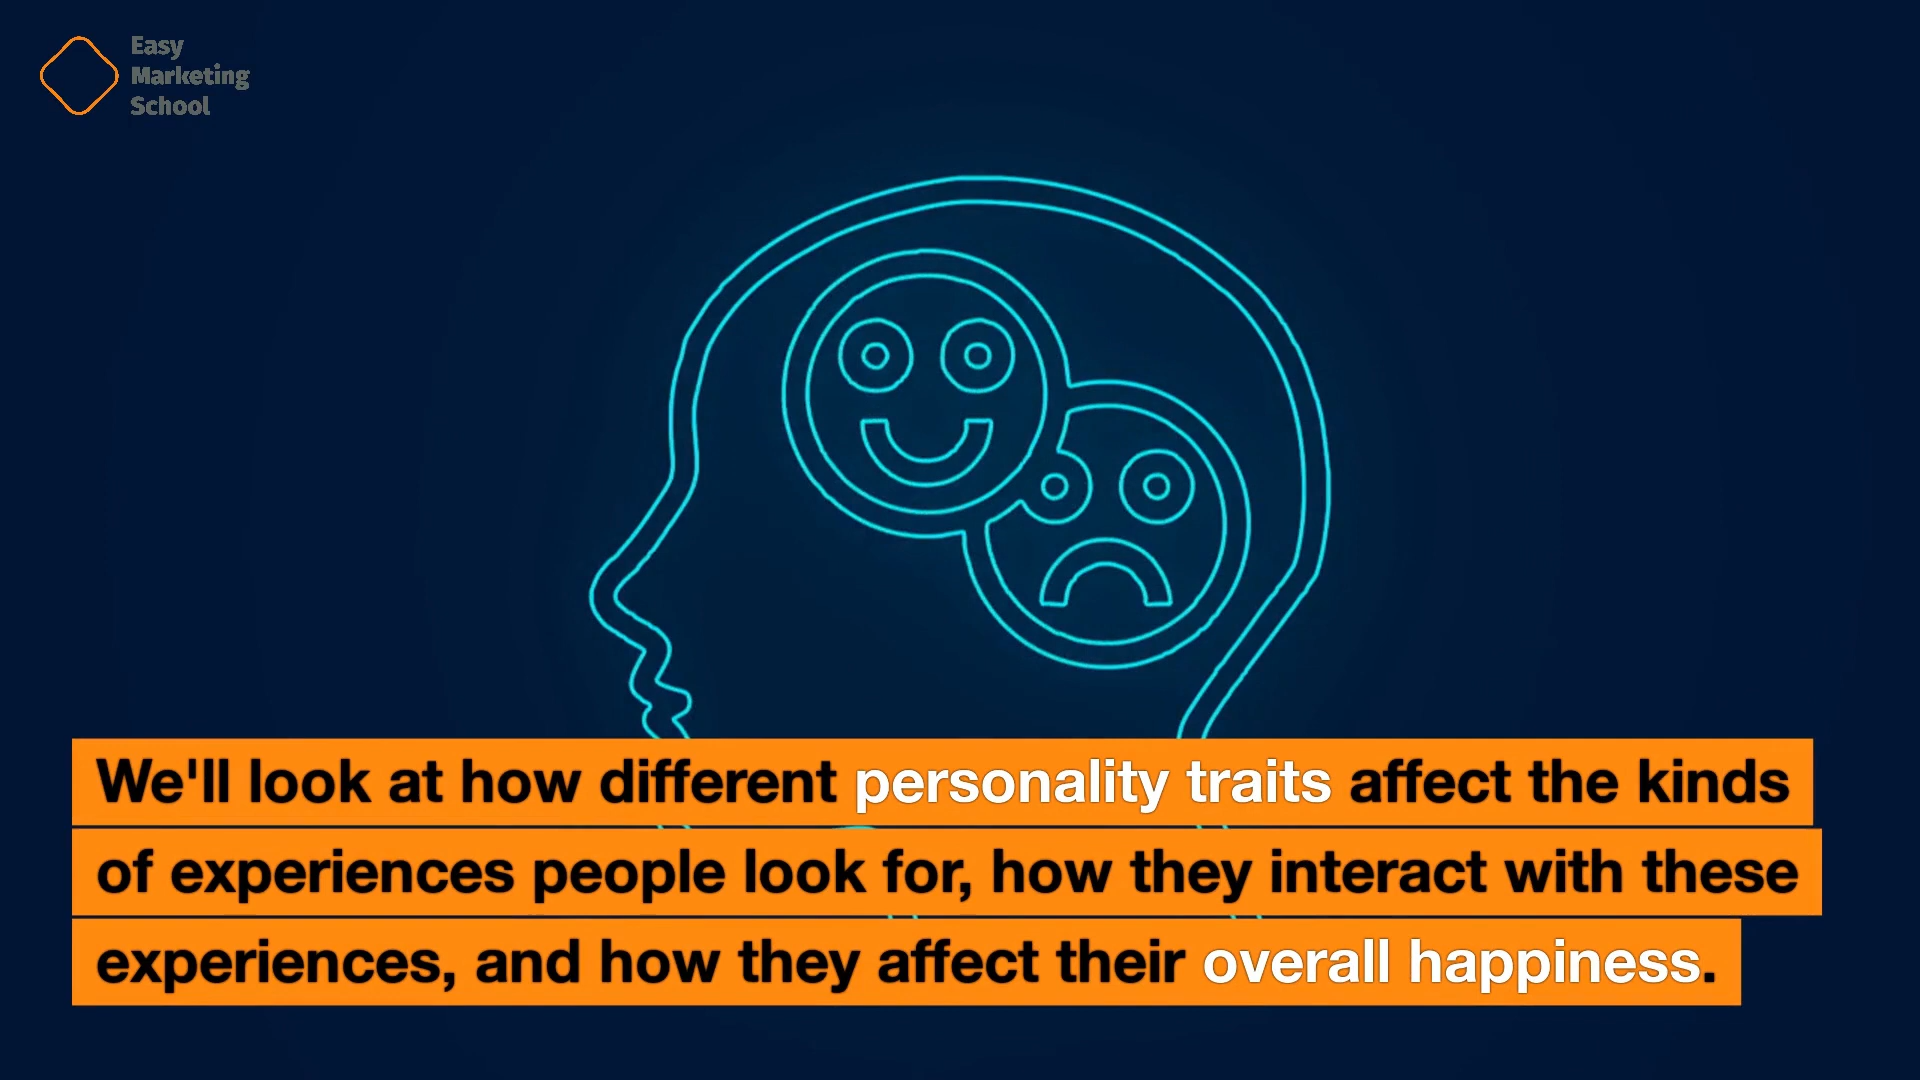 Easy
Marketing
School
We'll look at how different personality traits affect the kinds
of experiences people look for, how they interact with these
experiences, and how they affect their overall happiness.